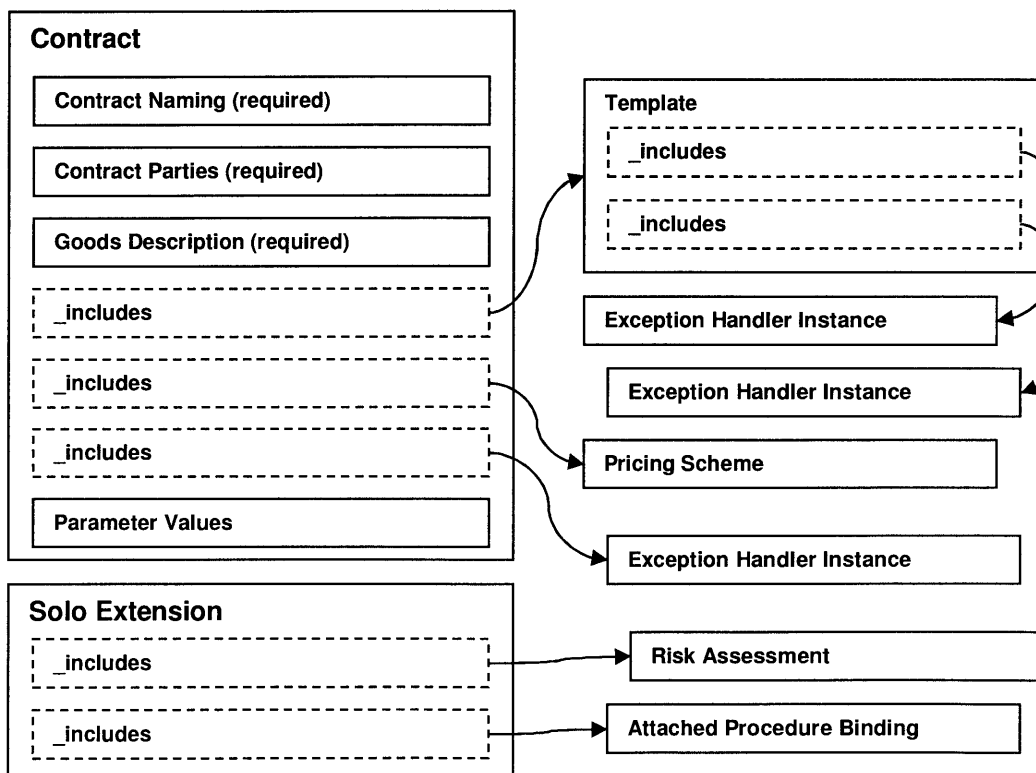 Contract
Contract Naming (required)
Contract Parties (required)
Goods Description (required)
_includes
_includes
_includes
Parameter Values
Template
_includes
_includes
Exception Handler Instance
Exception Handler Instance
Pricing Scheme
Exception Handler Instance
Solo Extension
_includes
_includes
Risk Assessment
Attached Procedure Binding